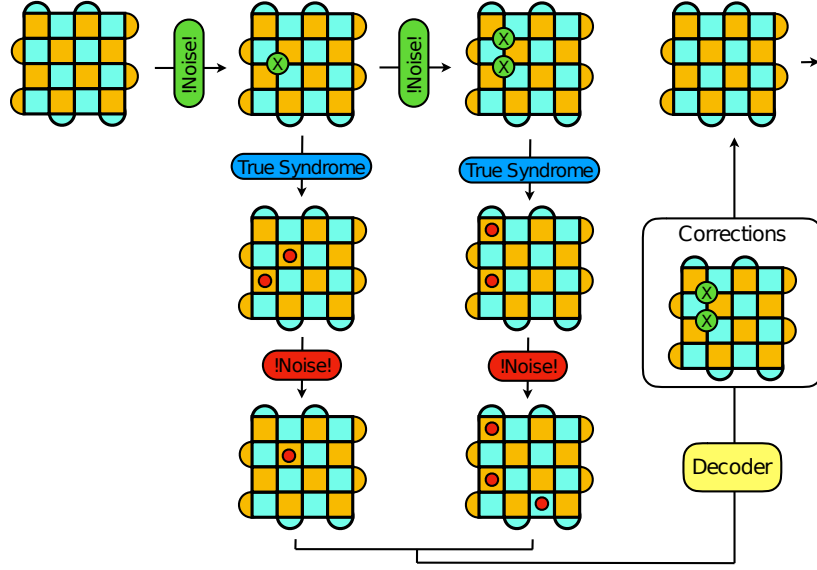 !Noise!
!Noise!
X
X
X
True Syndrome
True Syndrome
Corrections
X
X
!Noise!
!Noise!
Decoder